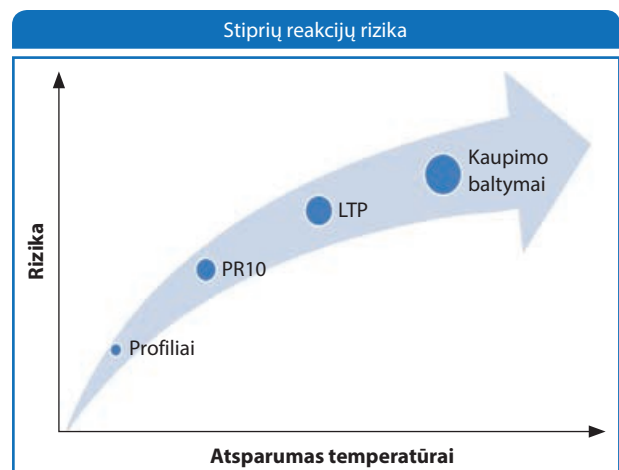 Stiprių reakcijų rizika
Rizika
Kaupimo
baltymai
LTP
PR10
Profiliai
Atsparumas temperatūrai